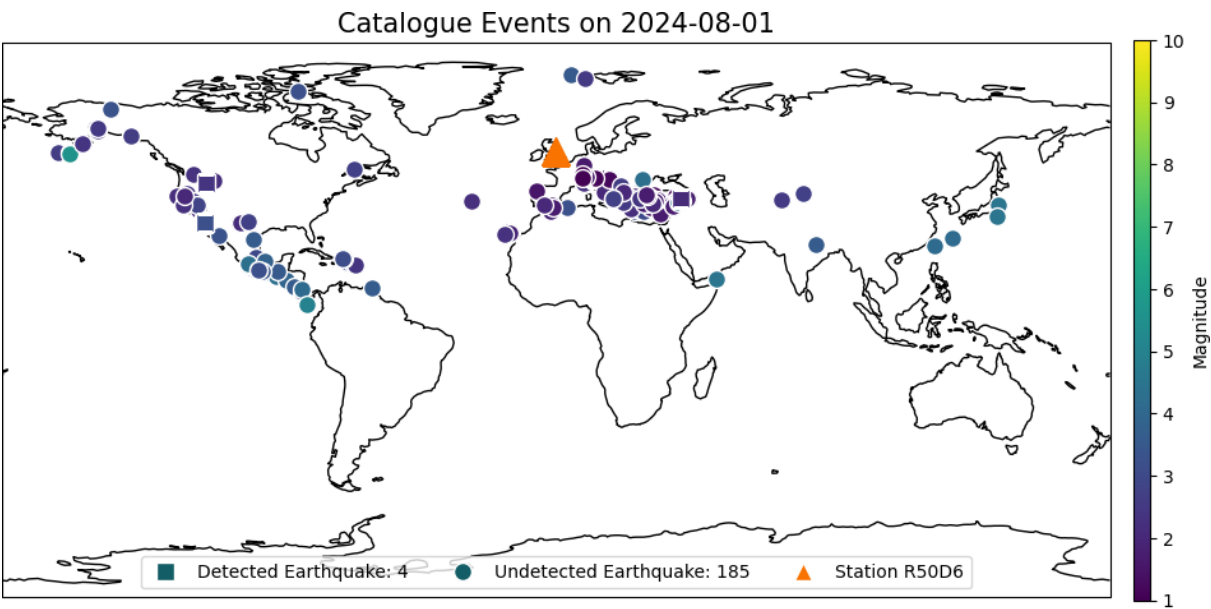 Catalogue Events on 2024-08-01
10
9
8
7
6
5
4
3
2
1
Magnitude
Detected Earthquake: 4
Undetected Earthquake: 185
Station R50D6